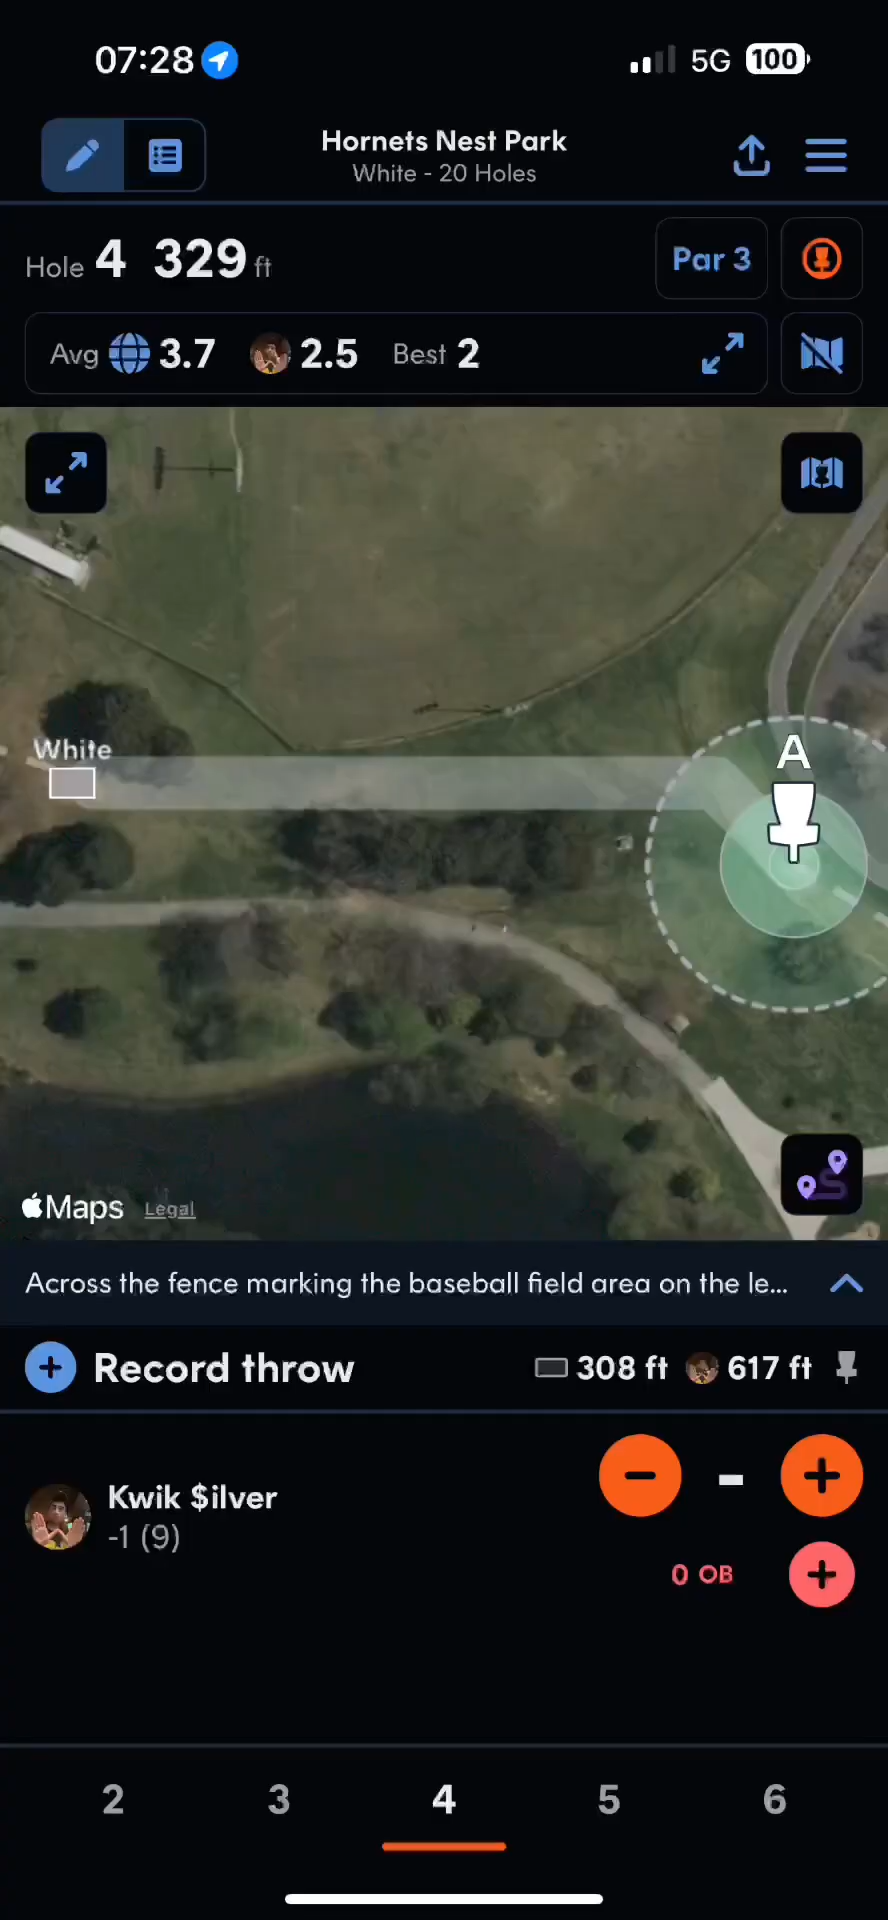 07:28 5G 100
Hornets Nest Park
White - 20 Holes
Hole 4 329 ft Par 3
Avg 3.7 2.5 Best 2
White
A
Maps Legal
Across the fence marking the baseball field area on the le...
Record throw 308 ft 617 ft
Kwik $ilver
-1 (9)
-
0 OB
2 3 4 5 6